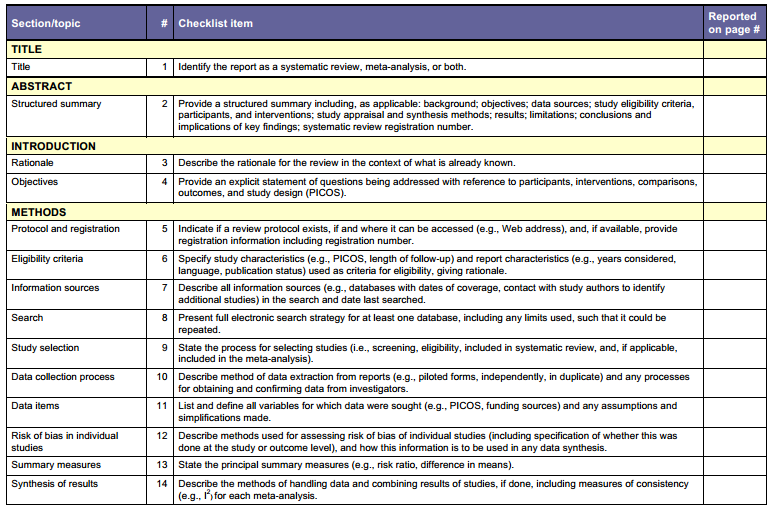 Section/topic # Checklist item Reported on page #
TITLE
Title 1 Identify the report as a systematic review, meta-analysis, or both.
ABSTRACT
Structured summary 2 Provide a structured summary including, as applicable: background; objectives; data sources; study eligibility criteria,
participants, and interventions; study appraisal and synthesis methods; results; limitations; conclusions and
implications of key findings; systematic review registration number.
INTRODUCTION
Rationale 3 Describe the rationale for the review in the context of what is already known.
Objectives 4 Provide an explicit statement of questions being addressed with reference to participants, interventions, comparisons,
outcomes, and study design (PICOS).
METHODS
Protocol and registration 5 Indicate if a review protocol exists, if and where it can be accessed (e.g., Web address), and, if available, provide
registration information including registration number.
Eligibility criteria 6 Specify study characteristics (e.g., PICOS, length of follow-up) and report characteristics (e.g., years considered,
language, publication status) used as criteria for eligibility, giving rationale.
Information sources 7 Describe all information sources (e.g., databases with dates of coverage, contact with study authors to identify
additional studies) in the search and date last searched.
Search 8 Present full electronic search strategy for at least one database, including any limits used, such that it could be
repeated.
Study selection 9 State the process for selecting studies (i.e., screening, eligibility, included in systematic review, and, if applicable,
included in the meta-analysis).
Data collection process 10 Describe method of data extraction from reports (e.g., piloted forms, independently, in duplicate) and any processes
for obtaining and confirming data from investigators.
Data items 11 List and define all variables for which data were sought (e.g., PICOS, funding sources) and any assumptions and
simplifications made.
Risk of bias in individual studies 12 Describe methods used for assessing risk of bias of individual studies (including specification of whether this was
done at the study or outcome level), and how this information is to be used in any data synthesis.
Summary measures 13 State the principal summary measures (e.g., risk ratio, difference in means).
Synthesis of results 14 Describe the methods of handling data and combining results of studies, if done, including measures of consistency
(e.g., I²) for each meta-analysis.